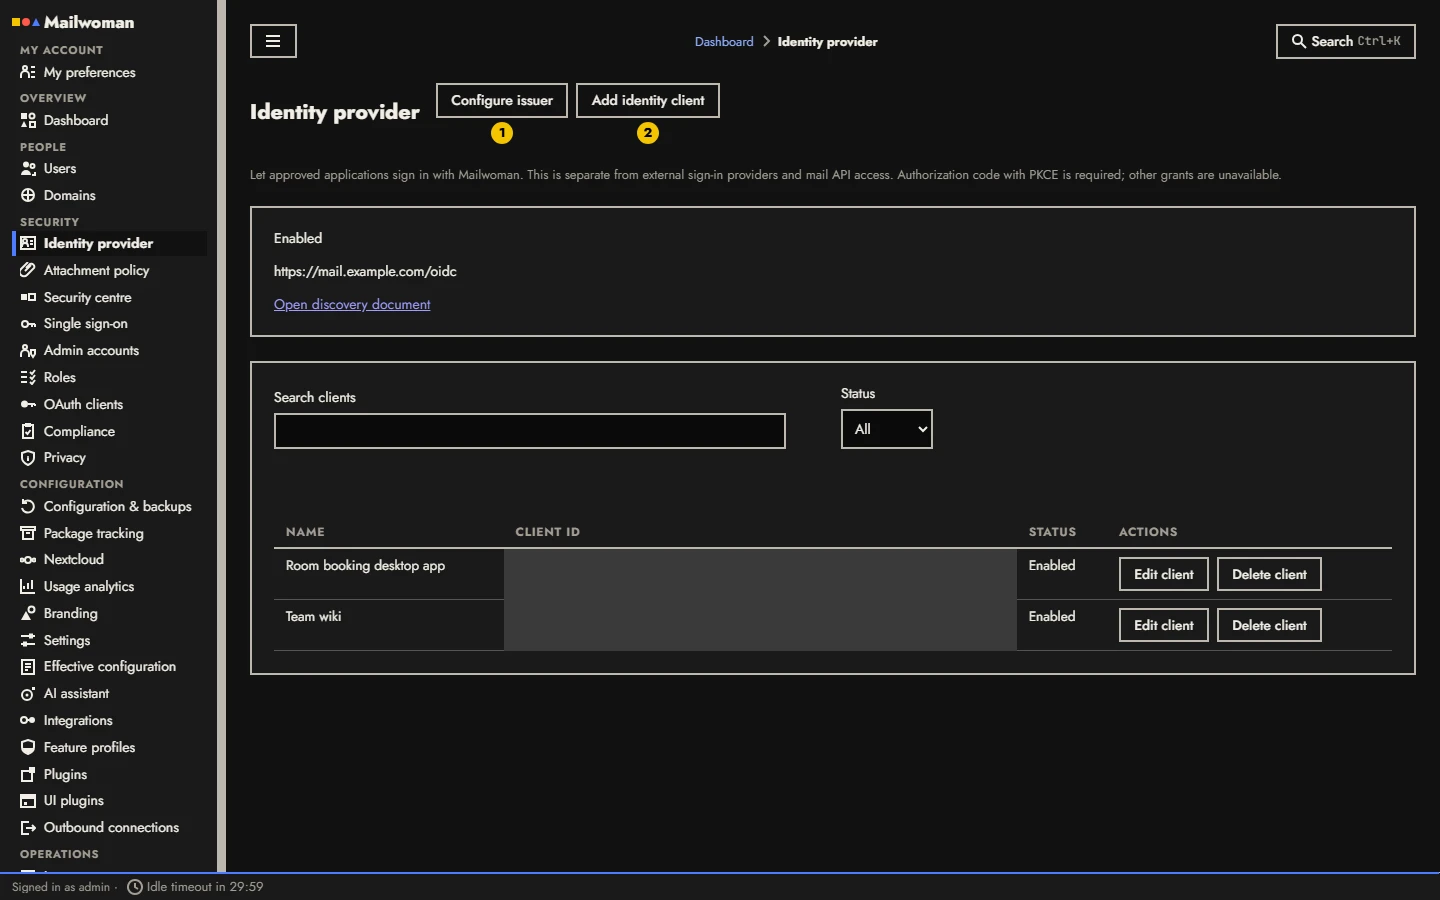 Mailwoman
MY ACCOUNT
My preferences
OVERVIEW
Dashboard
PEOPLE
Users
Domains
SECURITY
Identity provider
Attachment policy
Security centre
Single sign-on
Admin accounts
Roles
OAuth clients
Compliance
Privacy
CONFIGURATION
Configuration & backups
Package tracking
Nextcloud
Usage analytics
Branding
Settings
Effective configuration
AI assistant
Integrations
Feature profiles
Plugins
UI plugins
Outbound connections
OPERATIONS
Dashboard > Identity provider
Search Ctrl+K
Identity provider
Configure issuer
Add identity client
1
2
Let approved applications sign in with Mailwoman. This is separate from external sign-in providers and mail API access. Authorization code with PKCE is required; other grants are unavailable.
Enabled
https://mail.example.com/oidc
Open discovery document
Search clients
Status
All
NAME CLIENT ID STATUS ACTIONS
Room booking desktop app Enabled Edit client Delete client
Team wiki Enabled Edit client Delete client
Signed in as admin · Idle timeout in 29:59